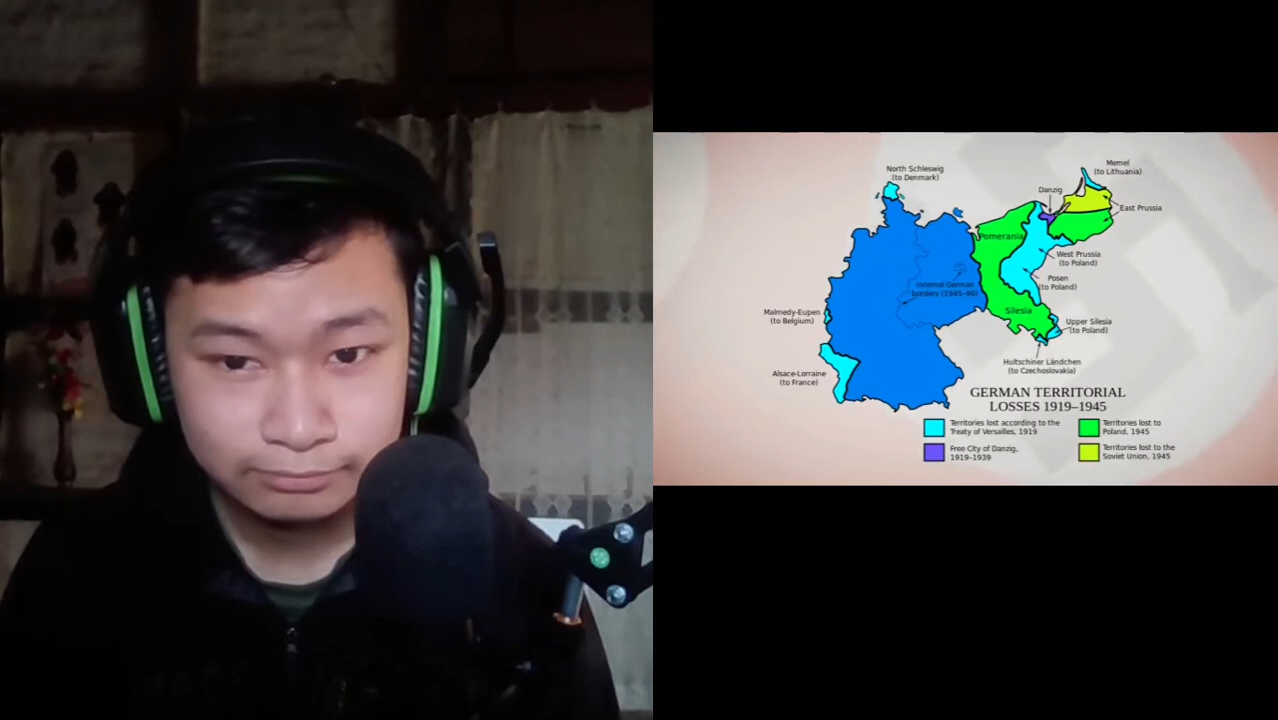 North Schleswig
(to Denmark)
Memel
(to Lithuania)
Danzig
East Prussia
Pomerania
West Prussia
(to Poland)
Posen
(to Poland)
Internal German
borders (1945–90)
Silesia
Malmedy-Eupen
(to Belgium)
Upper Silesia
(to Poland)
Hultschiner Ländchen
(to Czechoslovakia)
Alsace-Lorraine
(to France)
GERMAN TERRITORIAL
LOSSES 1919–1945
Territories lost according to the
Treaty of Versailles, 1919
Territories lost to
Poland, 1945
Free City of Danzig,
1919–1939
Territories lost to the
Soviet Union, 1945